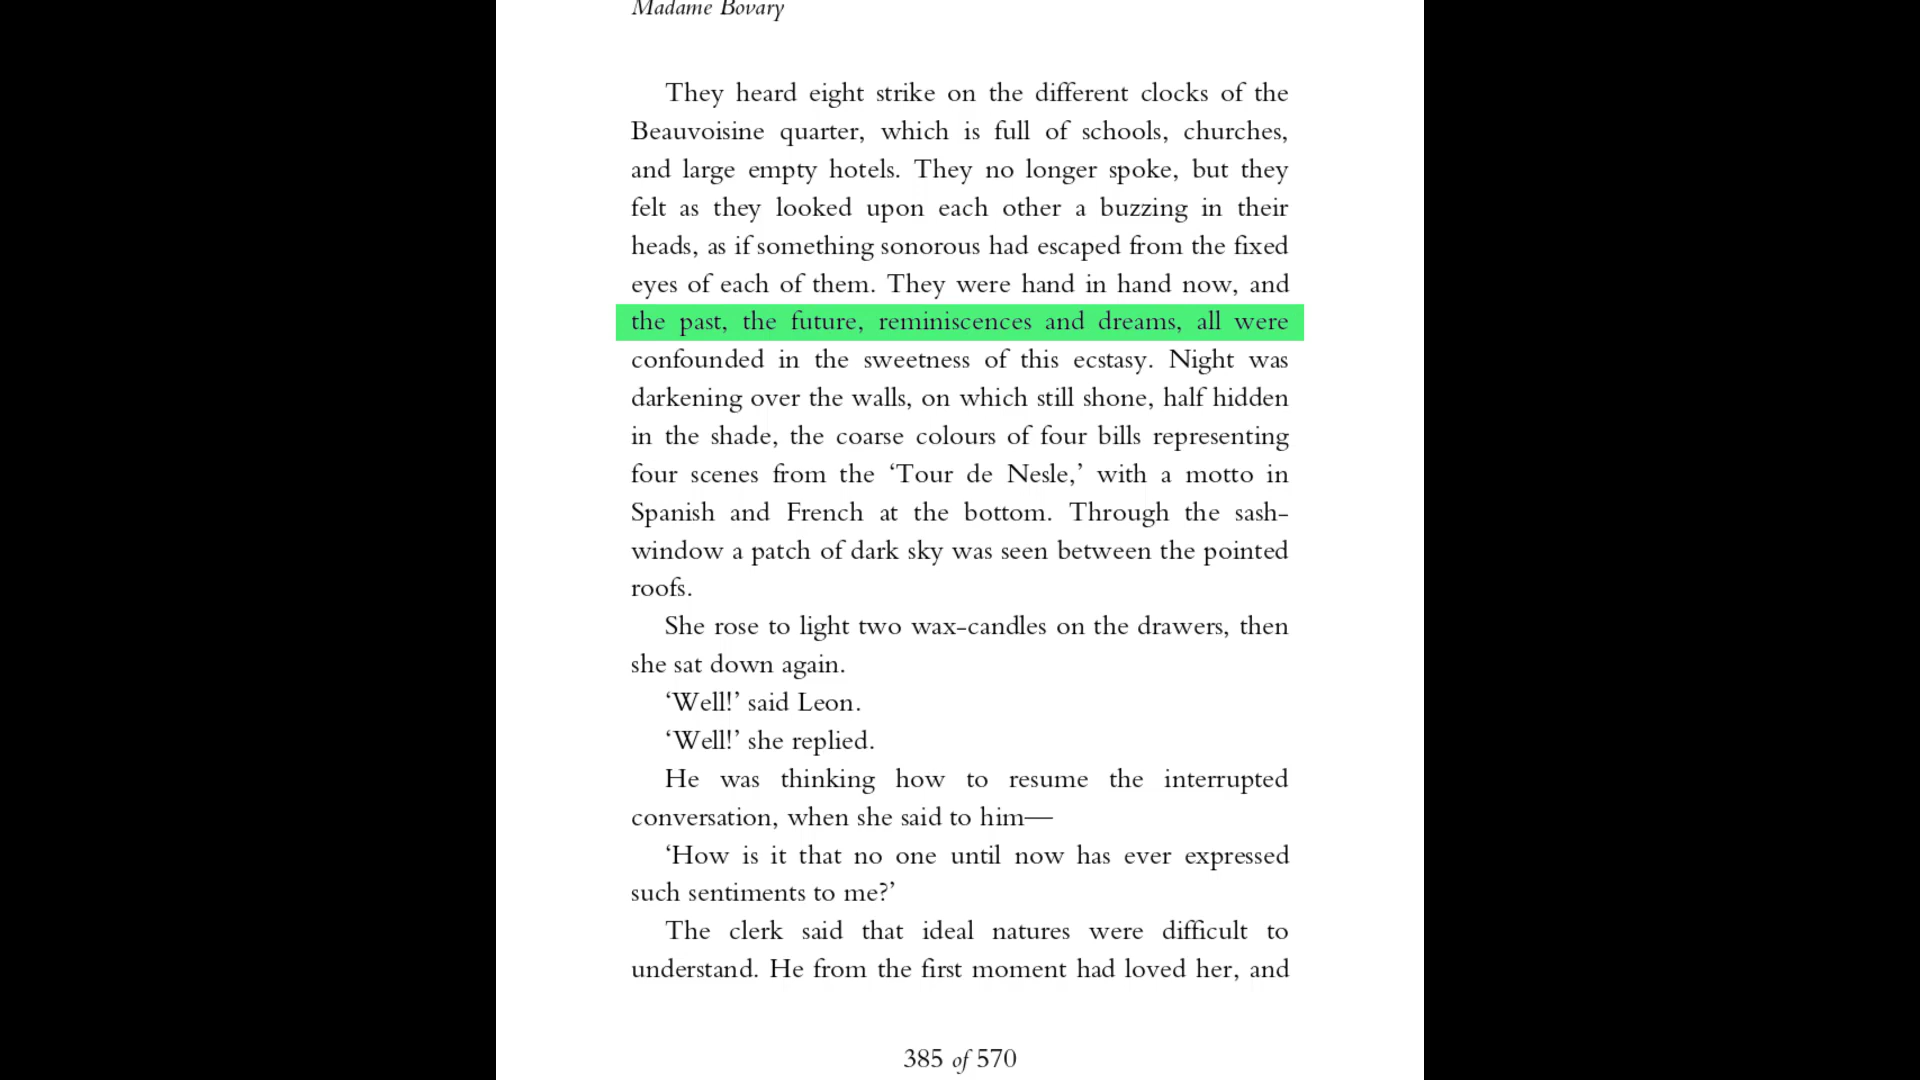 Madame Bovary
They heard eight strike on the different clocks of the
Beauvoisine quarter, which is full of schools, churches,
and large empty hotels. They no longer spoke, but they
felt as they looked upon each other a buzzing in their
heads, as if something sonorous had escaped from the fixed
eyes of each of them. They were hand in hand now, and
the past, the future, reminiscences and dreams, all were
confounded in the sweetness of this ecstasy. Night was
darkening over the walls, on which still shone, half hidden
in the shade, the coarse colours of four bills representing
four scenes from the ‘Tour de Nesle,’ with a motto in
Spanish and French at the bottom. Through the sash-
window a patch of dark sky was seen between the pointed
roofs.
She rose to light two wax-candles on the drawers, then
she sat down again.
‘Well!’ said Leon.
‘Well!’ she replied.
He was thinking how to resume the interrupted
conversation, when she said to him—
‘How is it that no one until now has ever expressed
such sentiments to me?’
The clerk said that ideal natures were difficult to
understand. He from the first moment had loved her, and
385 of 570